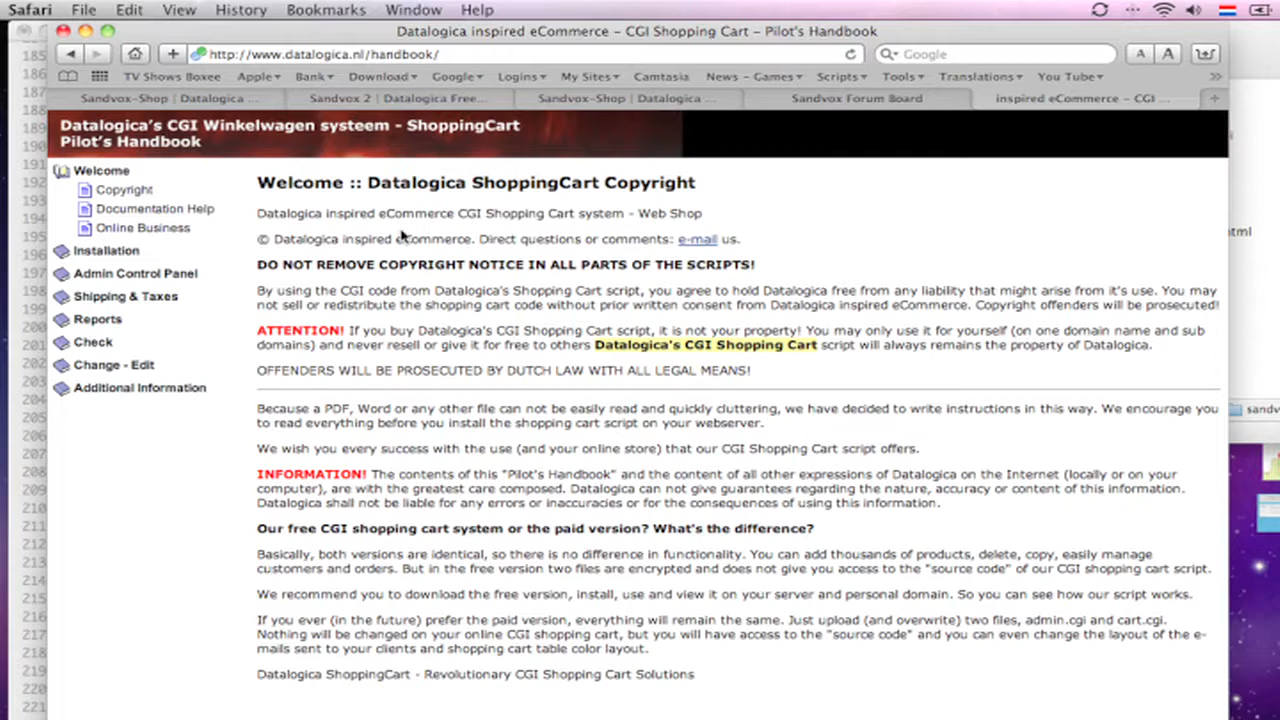 Safari File Edit View History Bookmarks Window Help
Datalogica inspired eCommerce – CGI Shopping Cart – Pilot's Handbook
http://www.datalogica.nl/handbook/
Google
A A
TV Shows Boxee Apple Bank Download Google Logins My Sites Camtasia News - Games Scripts Tools Translations You Tube
Sandvox-Shop | Datalogica ...
Sandvox 2 | Datalogica Free...
Sandvox-Shop | Datalogica ...
Sandvox Forum Board
inspired eCommerce – CGI ...
Datalogica's CGI Winkelwagen systeem - ShoppingCart
Pilot's Handbook
Welcome
Copyright
Documentation Help
Online Business
Installation
Admin Control Panel
Shipping & Taxes
Reports
Check
Change - Edit
Additional Information
Welcome :: Datalogica ShoppingCart Copyright
Datalogica inspired eCommerce CGI Shopping Cart system - Web Shop
© Datalogica inspired eCommerce. Direct questions or comments: e-mail us.
DO NOT REMOVE COPYRIGHT NOTICE IN ALL PARTS OF THE SCRIPTS!
By using the CGI code from Datalogica's Shopping Cart script, you agree to hold Datalogica free from any liability that might arise from it's use. You may
not sell or redistribute the shopping cart code without prior written consent from Datalogica inspired eCommerce. Copyright offenders will be prosecuted!
ATTENTION! If you buy Datalogica's CGI Shopping Cart script, it is not your property! You may only use it for yourself (on one domain name and sub
domains) and never resell or give it for free to others Datalogica's CGI Shopping Cart script will always remains the property of Datalogica.
OFFENDERS WILL BE PROSECUTED BY DUTCH LAW WITH ALL LEGAL MEANS!
Because a PDF, Word or any other file can not be easily read and quickly cluttering, we have decided to write instructions in this way. We encourage you
to read everything before you install the shopping cart script on your webserver.
We wish you every success with the use (and your online store) that our CGI Shopping Cart script offers.
INFORMATION! The contents of this "Pilot's Handbook" and the content of all other expressions of Datalogica on the Internet (locally or on your
computer), are with the greatest care composed. Datalogica can not give guarantees regarding the nature, accuracy or content of this information.
Datalogica shall not be liable for any errors or inaccuracies or for the consequences of using this information.
Our free CGI shopping cart system or the paid version? What's the difference?
Basically, both versions are identical, so there is no difference in functionality. You can add thousands of products, delete, copy, easily manage
customers and orders. But in the free version two files are encrypted and does not give you access to the "source code" of our CGI shopping cart script.
We recommend you to download the free version, install, use and view it on your server and personal domain. So you can see how our script works.
If you ever (in the future) prefer the paid version, everything will remain the same. Just upload (and overwrite) two files, admin.cgi and cart.cgi.
Nothing will be changed on your online CGI shopping cart, but you will have access to the "source code" and you can even change the layout of the e-
mails sent to your clients and shopping cart table color layout.
Datalogica ShoppingCart - Revolutionary CGI Shopping Cart Solutions